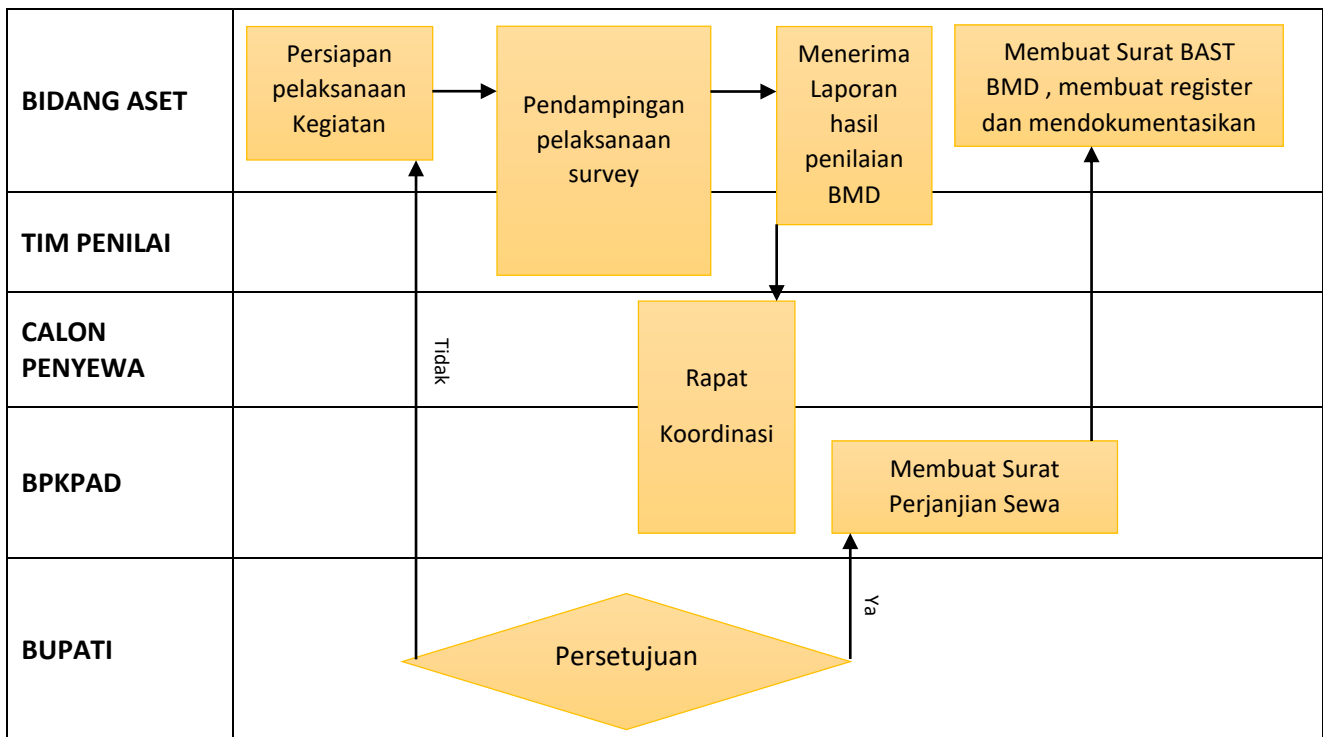 BIDANG ASET
Persiapan
pelaksanaan
Kegiatan
Pendampingan
pelaksanaan
survey
Menerima
Laporan
hasil
penilaian
BMD
Membuat Surat BAST
BMD , membuat register
dan mendokumentasikan
TIM PENILAI
CALON
PENYEWA
Tidak
Rapat
Koordinasi
BPKPAD
Membuat Surat
Perjanjian Sewa
BUPATI
Persetujuan
Ya